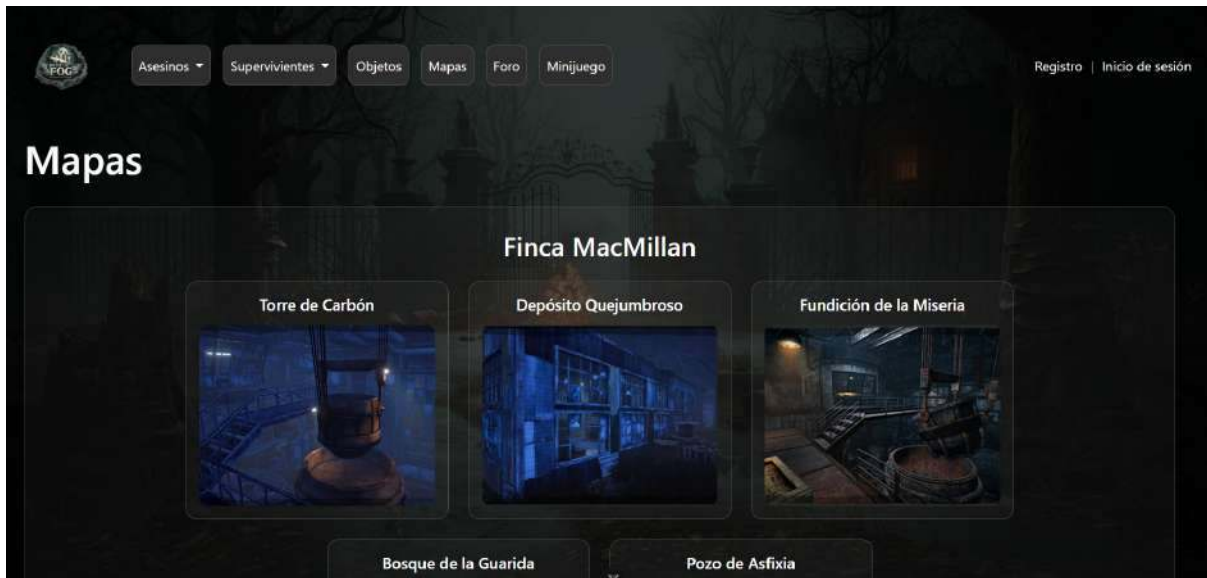 FOG
Asesinos Supervivientes Objetos Mapas Foro Minijuego Registro | Inicio de sesión
Mapas
Finca MacMillan
Torre de Carbón Depósito Quejumbroso Fundición de la Miseria
Bosque de la Guarida Pozo de Asfixia